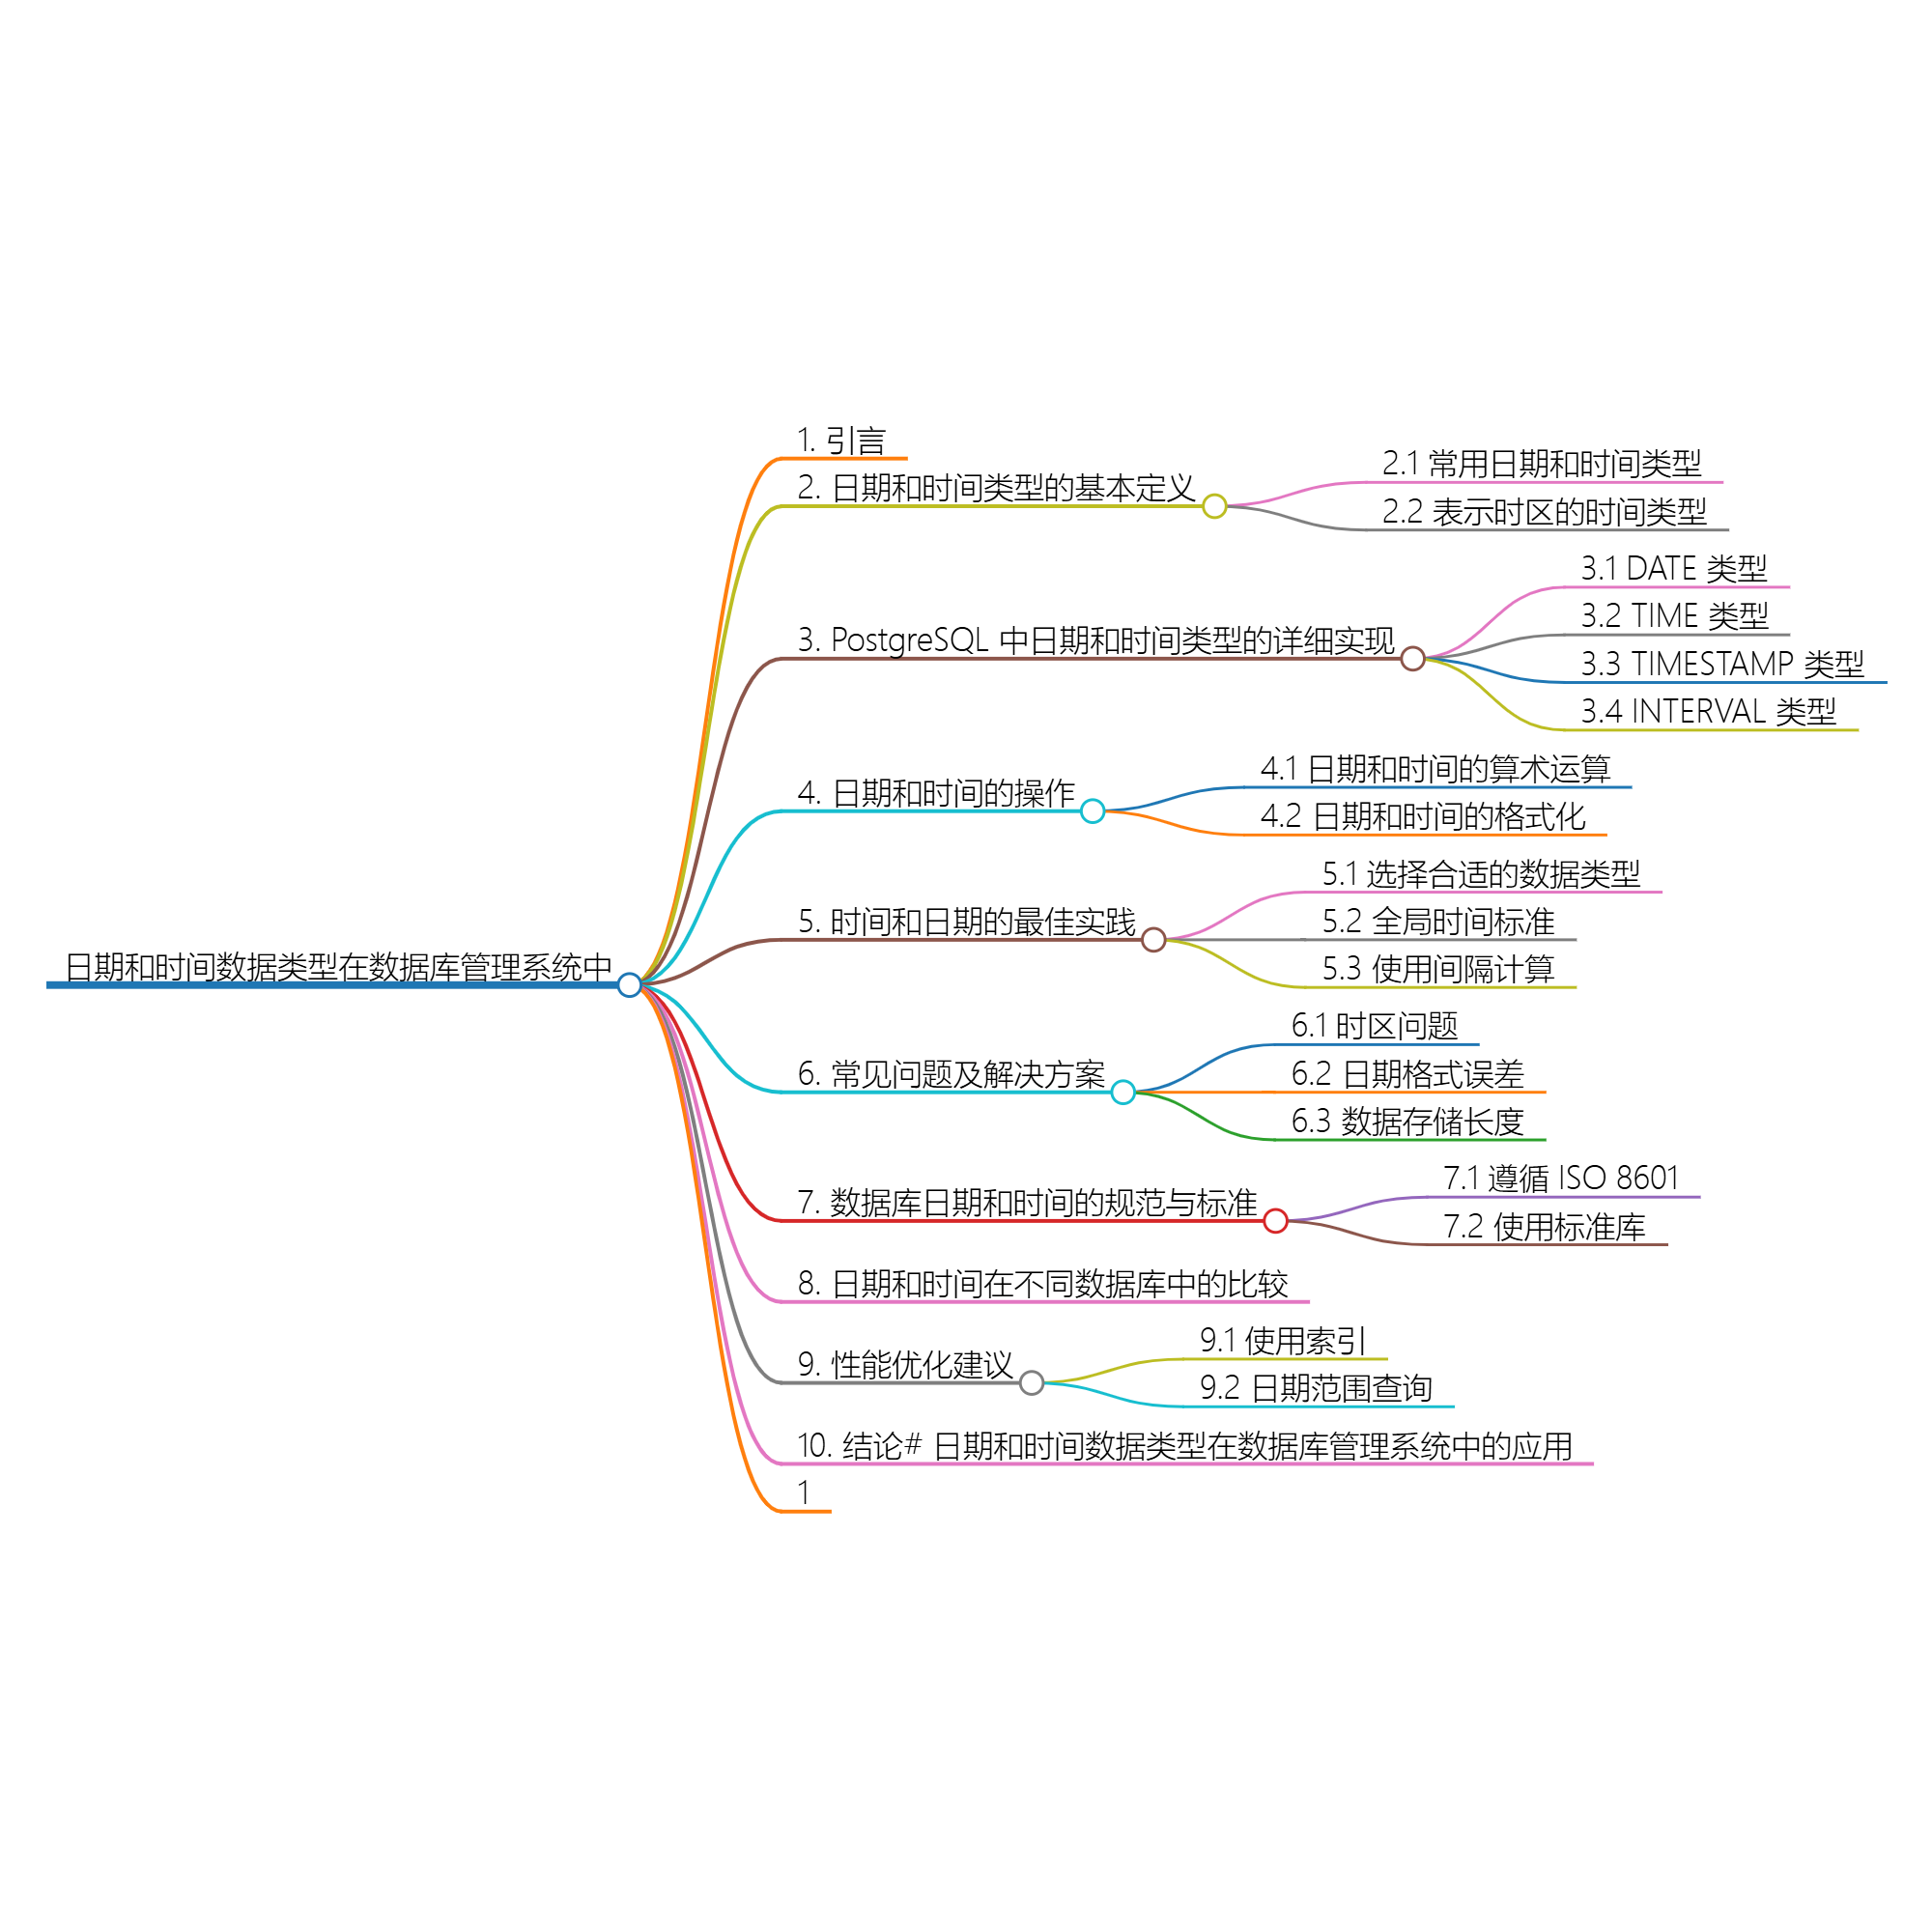 日期和时间数据类型在数据库管理系统中
1. 引言
2. 日期和时间类型的基本定义
2.1 常用日期和时间类型
2.2 表示时区的时间类型
3. PostgreSQL 中日期和时间类型的详细实现
3.1 DATE 类型
3.2 TIME 类型
3.3 TIMESTAMP 类型
3.4 INTERVAL 类型
4. 日期和时间的操作
4.1 日期和时间的算术运算
4.2 日期和时间的格式化
5. 时间和日期的最佳实践
5.1 选择合适的数据类型
5.2 全局时间标准
5.3 使用间隔计算
6. 常见问题及解决方案
6.1 时区问题
6.2 日期格式误差
6.3 数据存储长度
7. 数据库日期和时间的规范与标准
7.1 遵循 ISO 8601
7.2 使用标准库
8. 日期和时间在不同数据库中的比较
9. 性能优化建议
9.1 使用索引
9.2 日期范围查询
10. 结论# 日期和时间数据类型在数据库管理系统中的应用
1